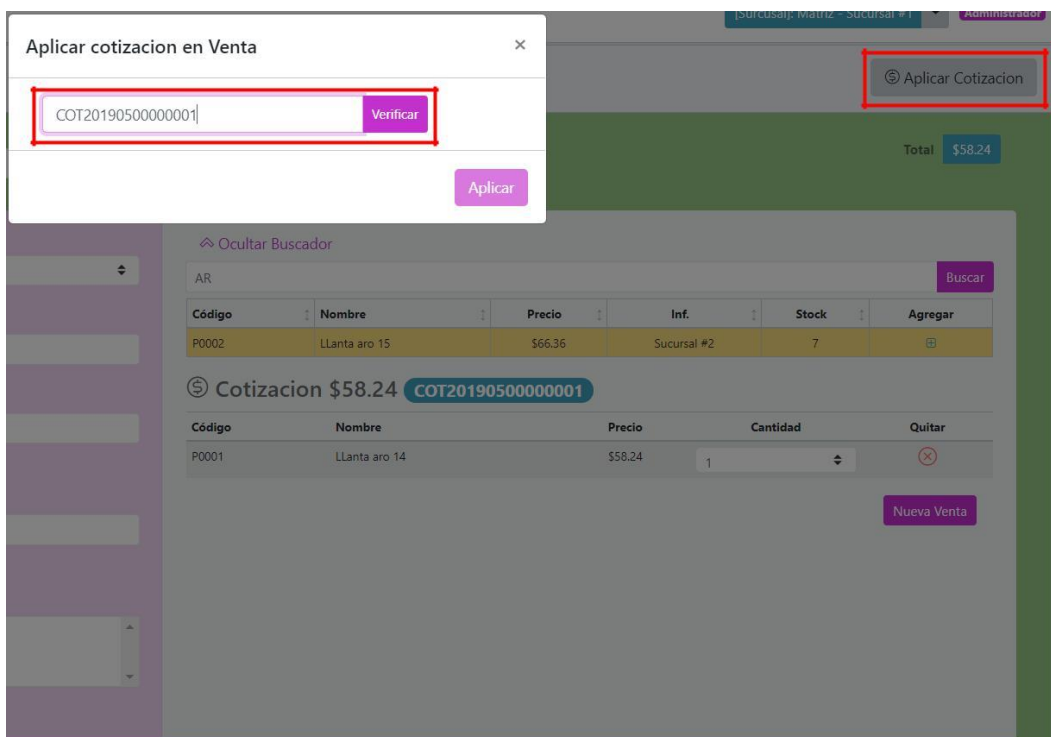 [Surcusal]: Matriz - Sucursal #1
Administrador
Aplicar cotizacion en Venta
×
Aplicar Cotizacion
COT20190500000001
Verificar
Total $58.24
Aplicar
Ocultar Buscador
AR
Buscar
Código Nombre Precio Inf. Stock Agregar
P0002 LLanta aro 15 $66.36 Sucursal #2 7
Cotizacion $58.24 COT20190500000001
Código Nombre Precio Cantidad Quitar
P0001 LLanta aro 14 $58.24 1
Nueva Venta